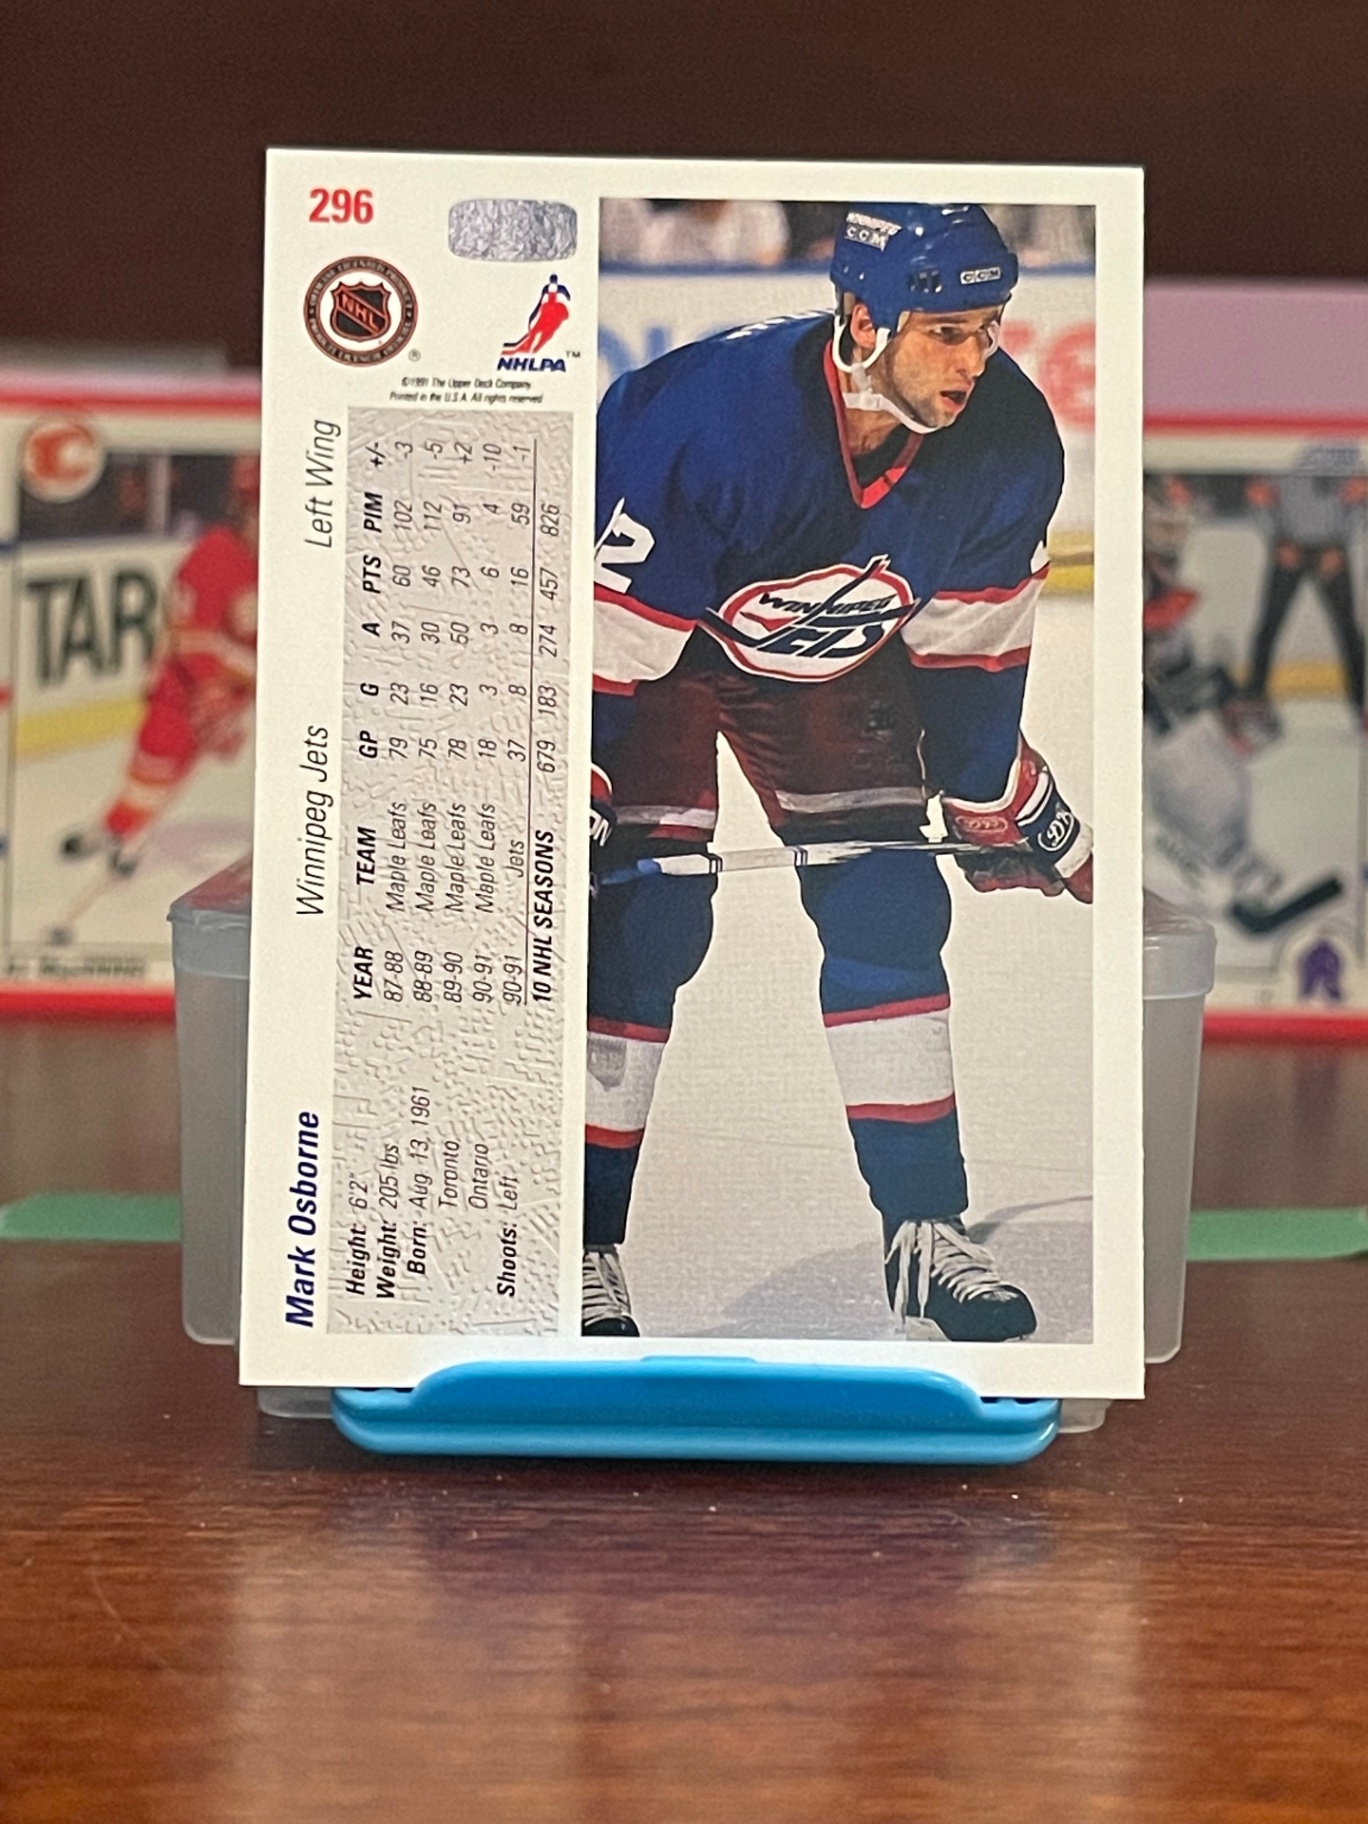 296
NHL
®
NHLPA™
©1991 The Upper Deck Company
Printed in the U.S.A. All rights reserved
Mark Osborne Winnipeg Jets Left Wing
Height: 6'2"
Weight: 205 lbs
Born: Aug. 13, 1961
Toronto,
Ontario
Shoots: Left
YEAR TEAM GP G A PTS PIM +/-
87-88 Maple Leafs 79 23 37 60 102 -3
88-89 Maple Leafs 75 16 30 46 112 -5
89-90 Maple Leafs 78 23 50 73 91 +2
90-91 Maple Leafs 18 3 3 6 4 -10
90-91 Jets 37 8 8 16 59 -1
10 NHL SEASONS 679 183 274 457 826
WINNIPEG
CCM
CCM
2
WINNIPEG
JETS
TAR
C